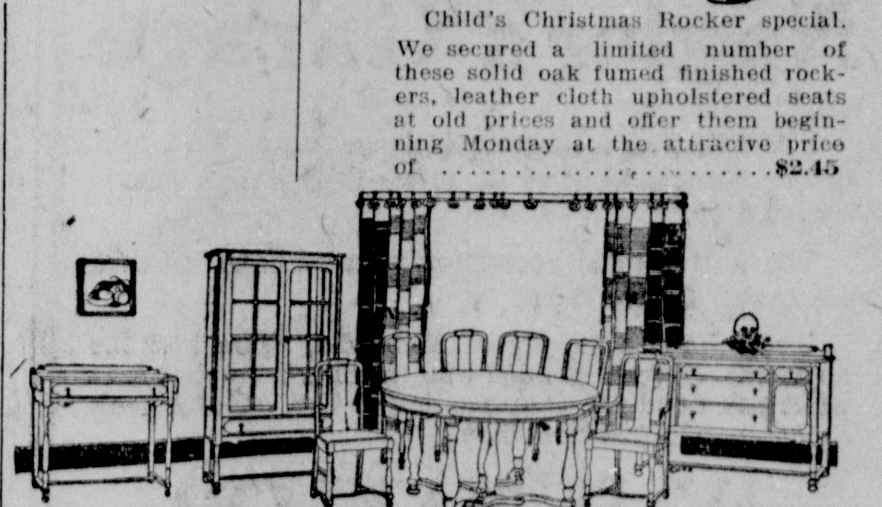 Child's Christmas Rocker special.
We secured a limited number of
these solid oak fumed finished rock-
ers, leather cloth upholstered seats
at old prices and offer them begin-
ning Monday at the attracive price
of ........................$2.45